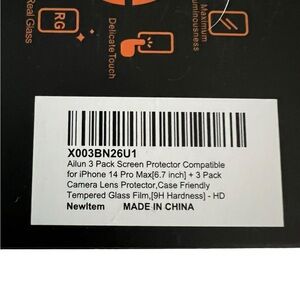 Real Glass
RG
Delicate Touch
Maximum
X003BN26U1
Ailun 3 Pack Screen Protector Compatible
for iPhone 14 Pro Max[6.7 inch] + 3 Pack
Camera Lens Protector,Case Friendly
Tempered Glass Film,[9H Hardness] - HD
NewItem MADE IN CHINA